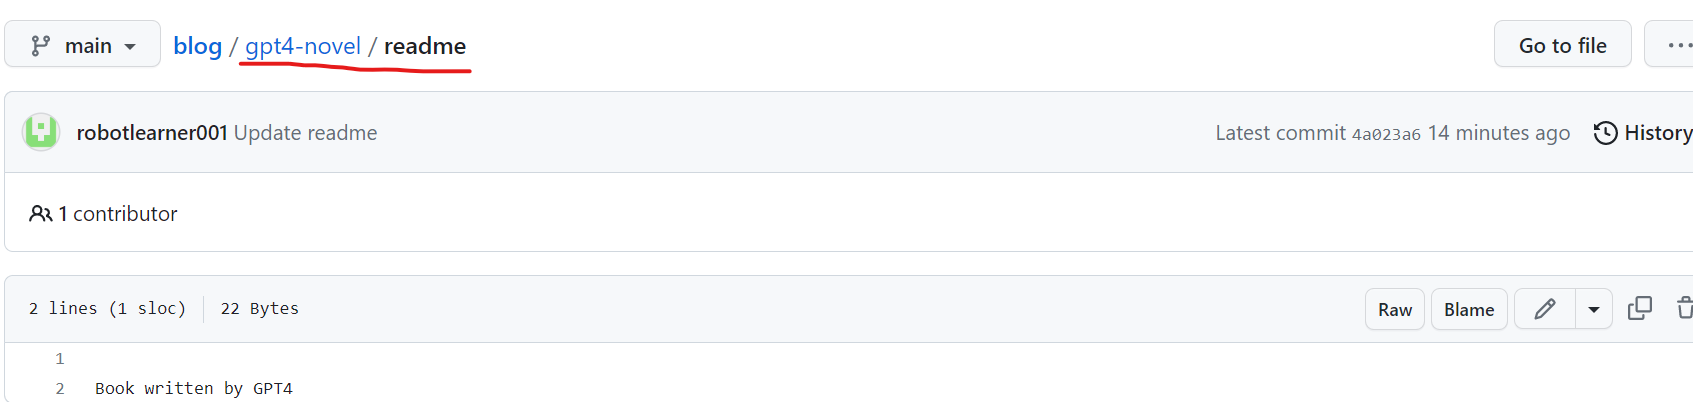 main blog / gpt4-novel / readme Go to file
robotlearner001 Update readme Latest commit 4a023a6 14 minutes ago History
1 contributor
2 lines (1 sloc) 22 Bytes Raw Blame
1
2 Book written by GPT4